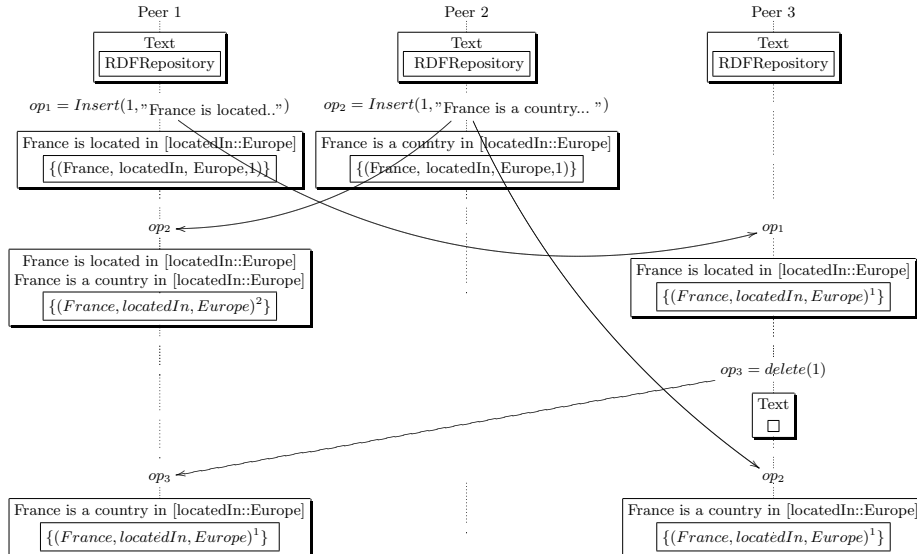 Peer 1 Peer 2 Peer 3
Text Text Text
RDFRepository RDFRepository RDFRepository
op₁ = Insert(1,"France is located..") op₂ = Insert(1,"France is a country... ")
France is located in [locatedIn::Europe] France is a country in [locatedIn::Europe]
{(France, locatedIn, Europe,1)} {(France, locatedIn, Europe,1)}
op₂ op₁
France is located in [locatedIn::Europe] France is located in [locatedIn::Europe]
France is a country in [locatedIn::Europe]
{(France, locatedIn, Europe)²} {(France, locatedIn, Europe)¹}
op₃ = delete(1)
Text
op₃ op₂
France is a country in [locatedIn::Europe] France is a country in [locatedIn::Europe]
{(France, locatedIn, Europe)¹} {(France, locatedIn, Europe)¹}